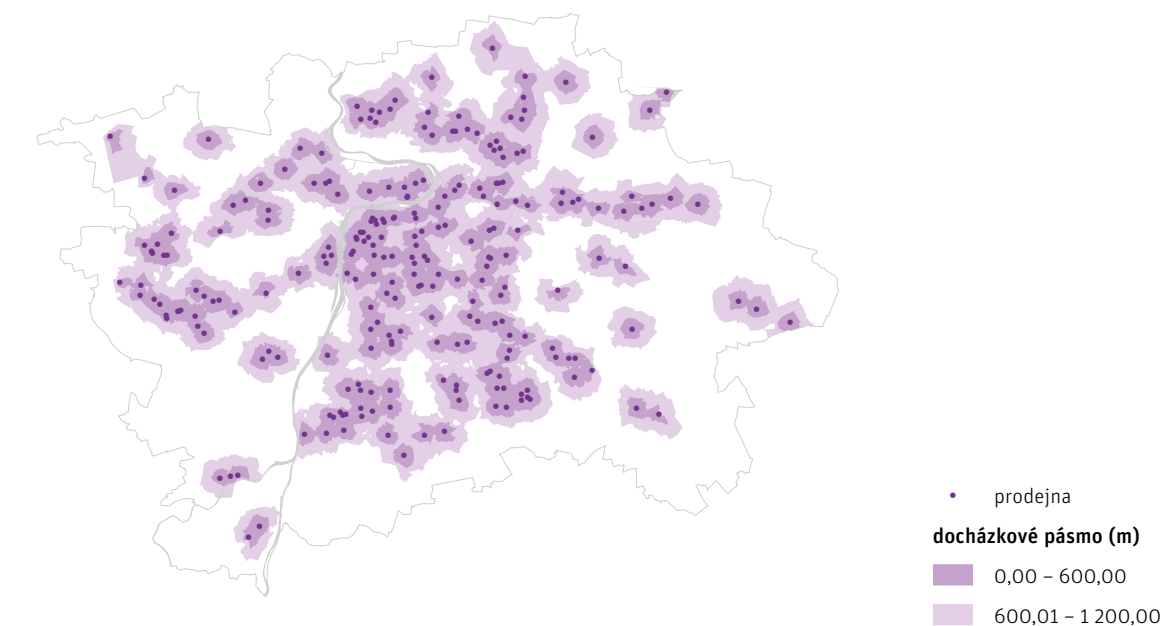 prodejna
docházkové pásmo (m)
0,00 – 600,00
600,01 – 1 200,00